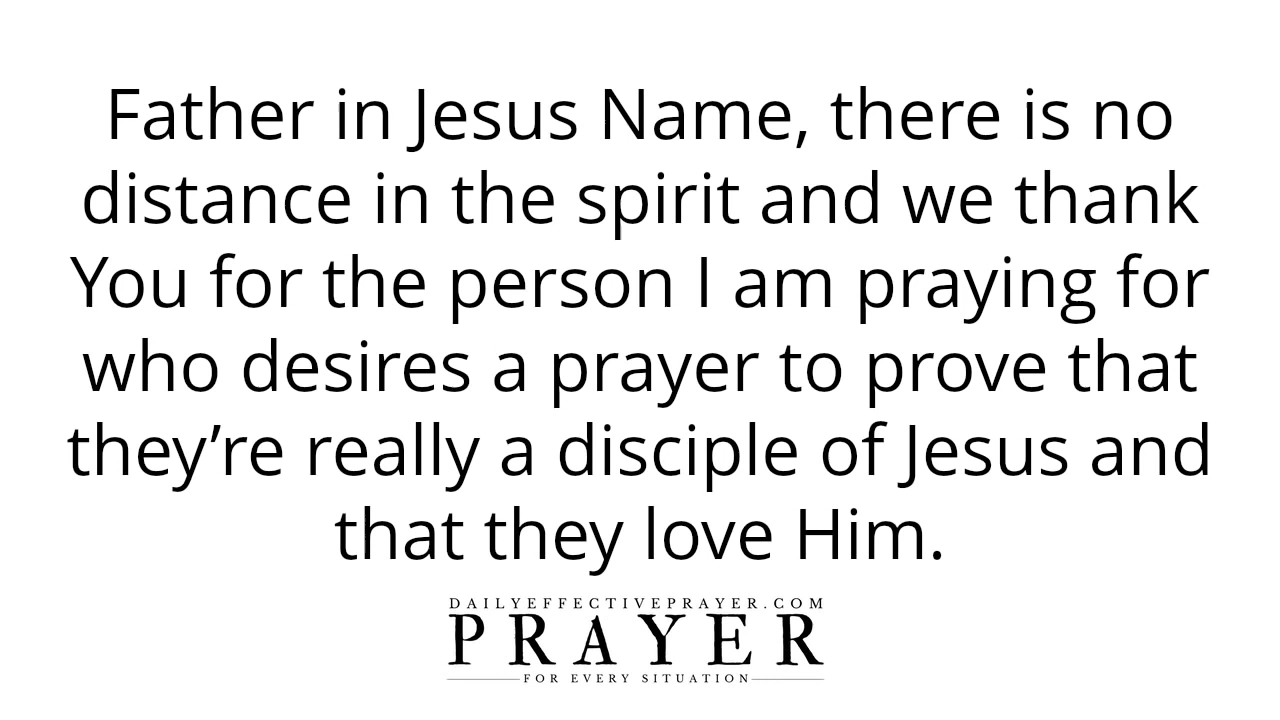 Father in Jesus Name, there is no
distance in the spirit and we thank
You for the person I am praying for
who desires a prayer to prove that
they’re really a disciple of Jesus and
that they love Him.
DAILYEFFECTIVEPRAYER.COM
PRAYER
FOR EVERY SITUATION